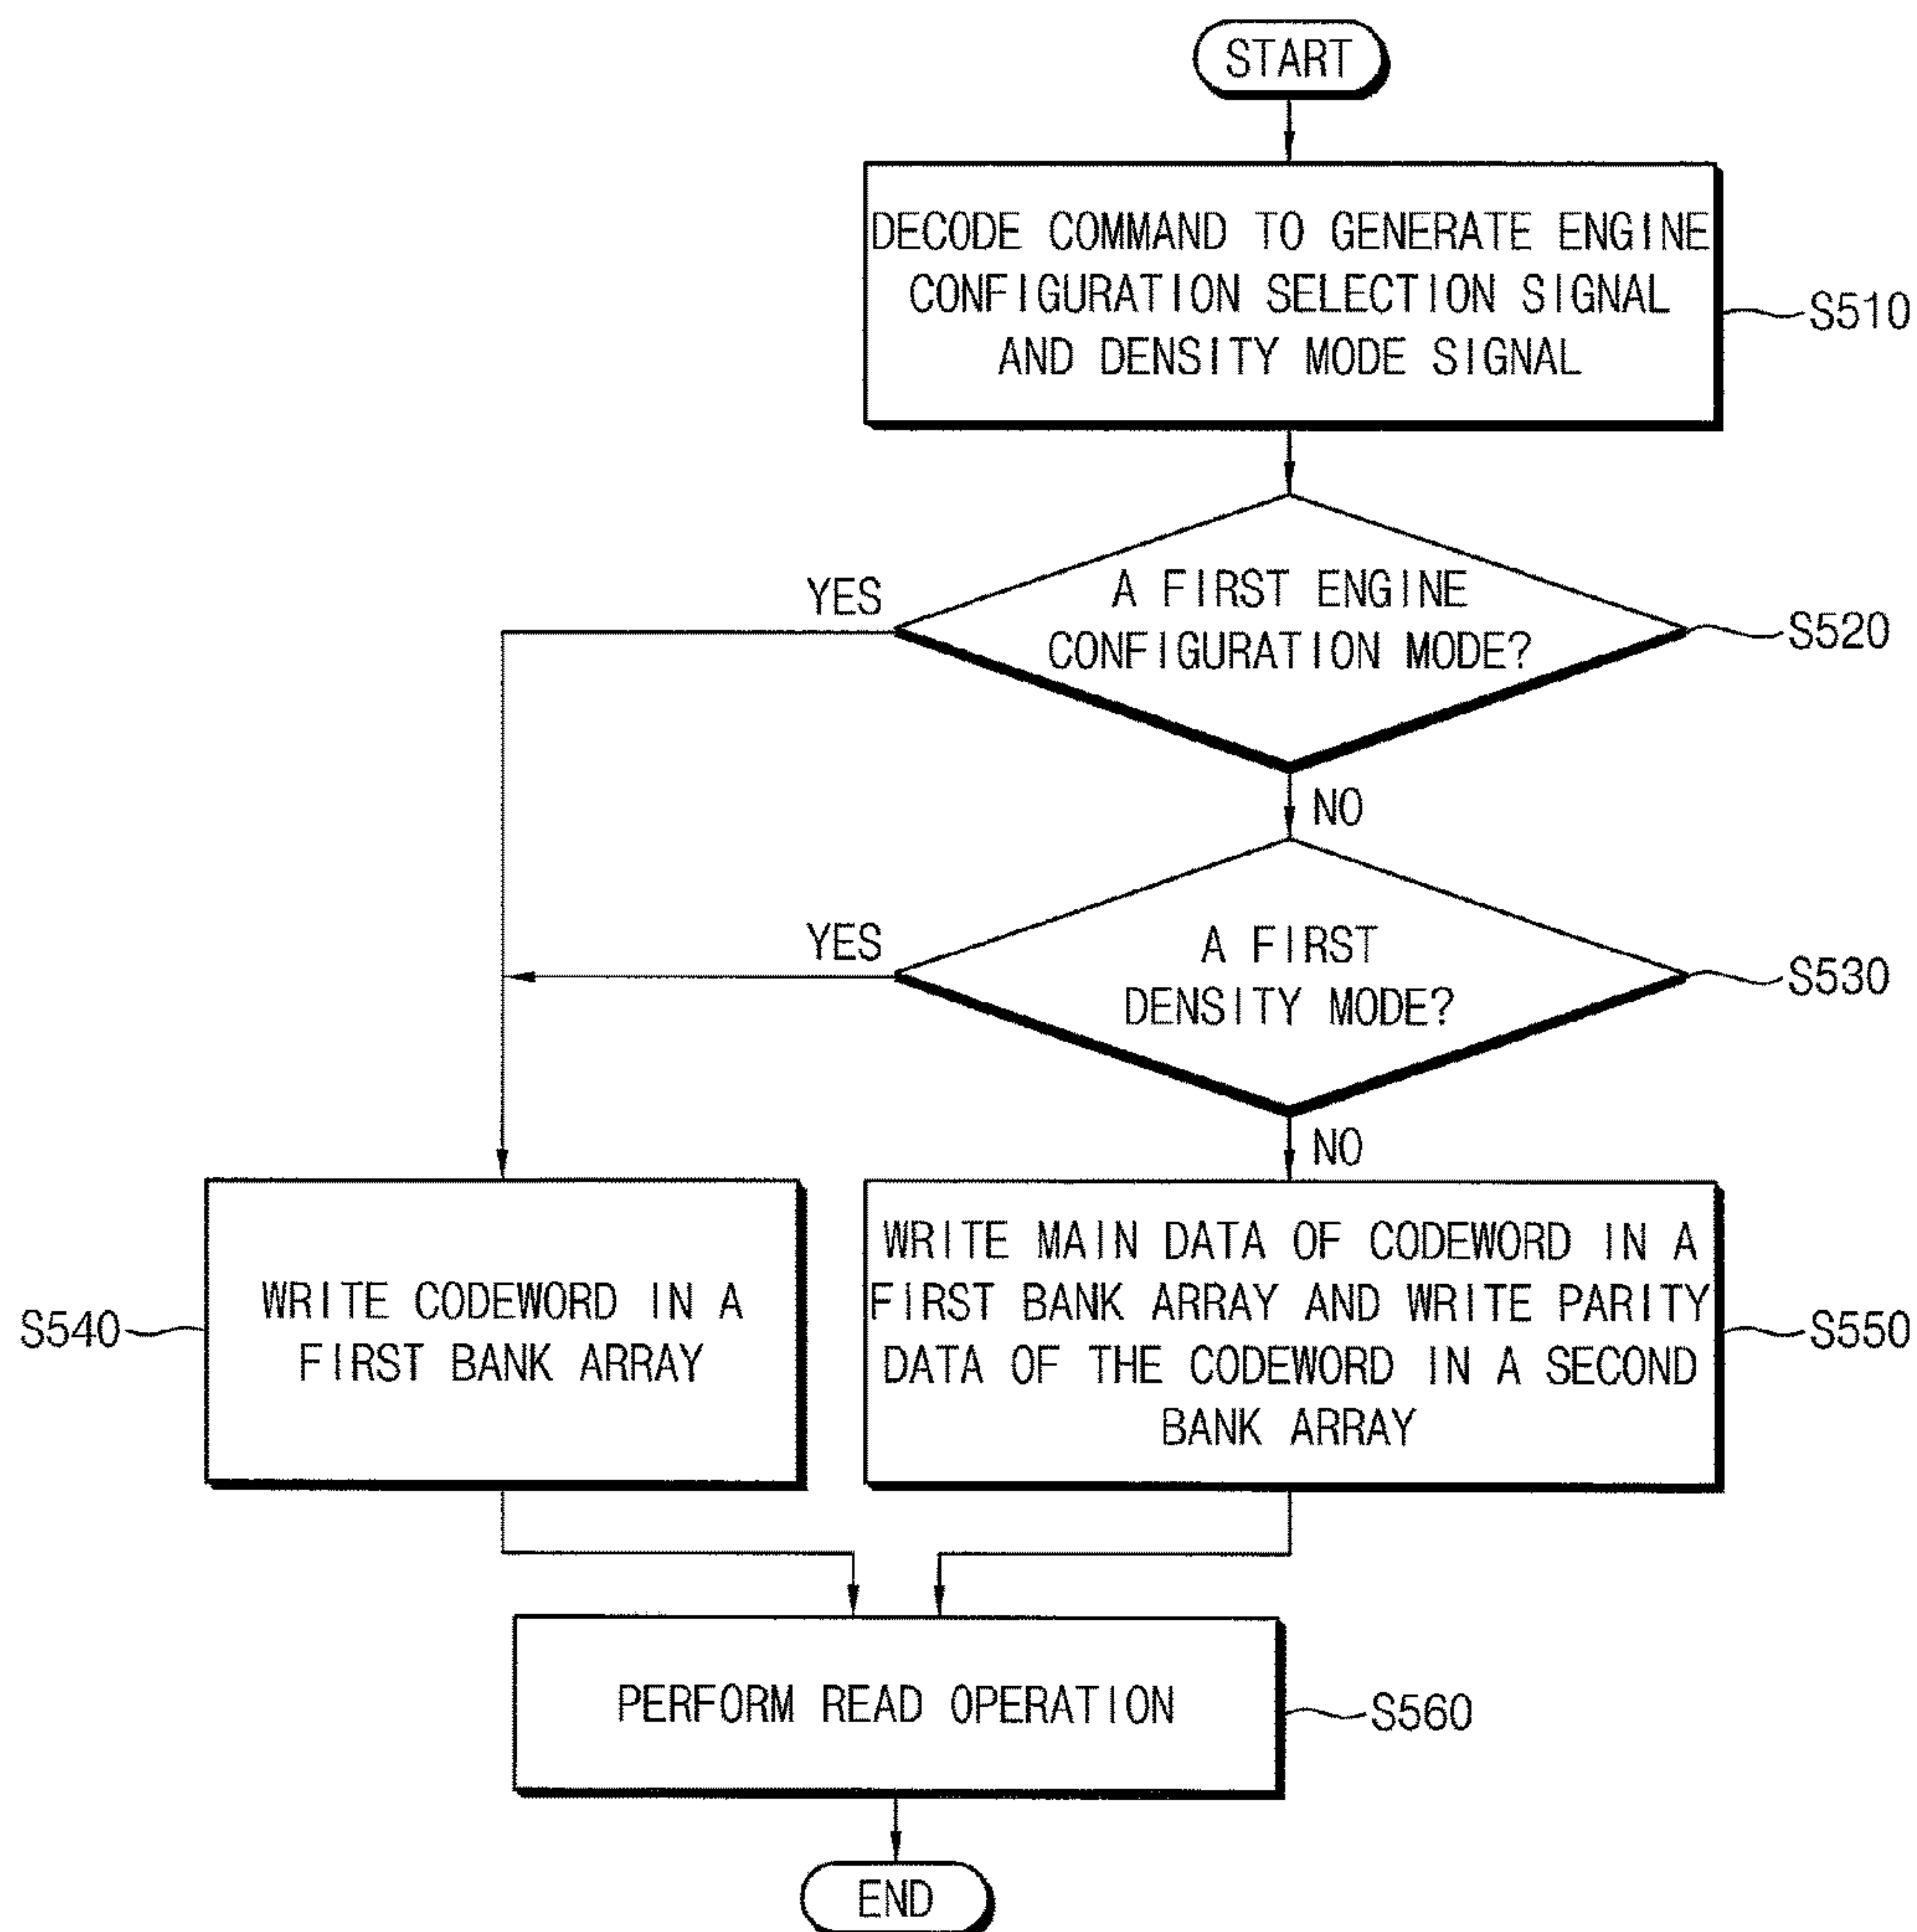 START
DECODE COMMAND TO GENERATE ENGINE
CONFIGURATION SELECTION SIGNAL
AND DENSITY MODE SIGNAL
S510
YES
A FIRST ENGINE
CONFIGURATION MODE?
S520
NO
YES
A FIRST
DENSITY MODE?
S530
NO
S540
WRITE CODEWORD IN A
FIRST BANK ARRAY
WRITE MAIN DATA OF CODEWORD IN A
FIRST BANK ARRAY AND WRITE PARITY
DATA OF THE CODEWORD IN A SECOND
BANK ARRAY
S550
PERFORM READ OPERATION
S560
END